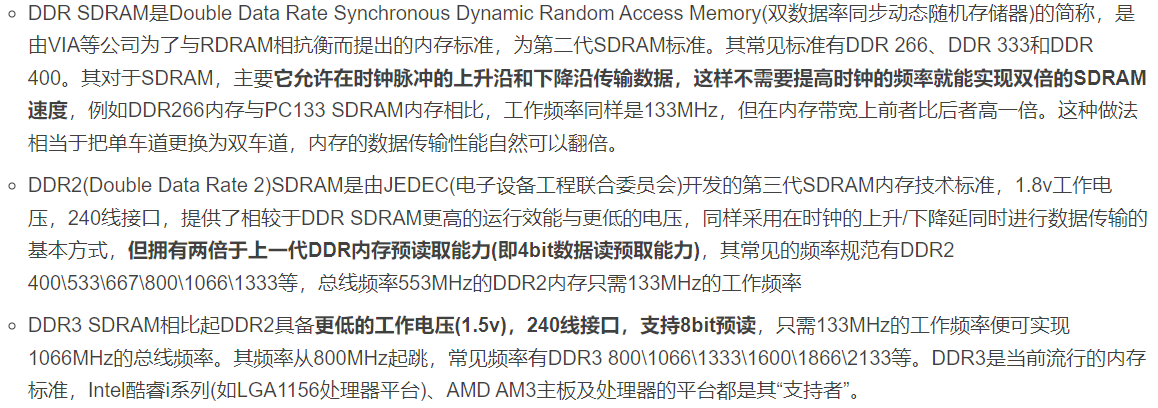 DDR SDRAM是Double Data Rate Synchronous Dynamic Random Access Memory(双数据率同步动态随机存储器)的简称，是
由VIA等公司为了与RDRAM相抗衡而提出的内存标准，为第二代SDRAM标准。其常见标准有DDR 266、DDR 333和DDR
400。其对于SDRAM，主要它允许在时钟脉冲的上升沿和下降沿传输数据，这样不需要提高时钟的频率就能实现双倍的SDRAM
速度，例如DDR266内存与PC133 SDRAM内存相比，工作频率同样是133MHz，但在内存带宽上前者比后者高一倍。这种做法
相当于把单车道更换为双车道，内存的数据传输性能自然可以翻倍。
DDR2(Double Data Rate 2)SDRAM是由JEDEC(电子设备工程联合委员会)开发的第三代SDRAM内存技术标准，1.8v工作电
压，240线接口，提供了相较于DDR SDRAM更高的运行效能与更低的电压，同样采用在时钟的上升/下降延同时进行数据传输的
基本方式，但拥有两倍于上一代DDR内存预读取能力(即4bit数据读预取能力)，其常见的频率规范有DDR2
400\533\667\800\1066\1333等，总线频率553MHz的DDR2内存只需133MHz的工作频率
DDR3 SDRAM相比起DDR2具备更低的工作电压(1.5v)，240线接口，支持8bit预读，只需133MHz的工作频率便可实现
1066MHz的总线频率。其频率从800MHz起跳，常见频率有DDR3 800\1066\1333\1600\1866\2133等。DDR3是当前流行的内存
标准，Intel酷睿i系列(如LGA1156处理器平台)、AMD AM3主板及处理器的平台都是其“支持者”。